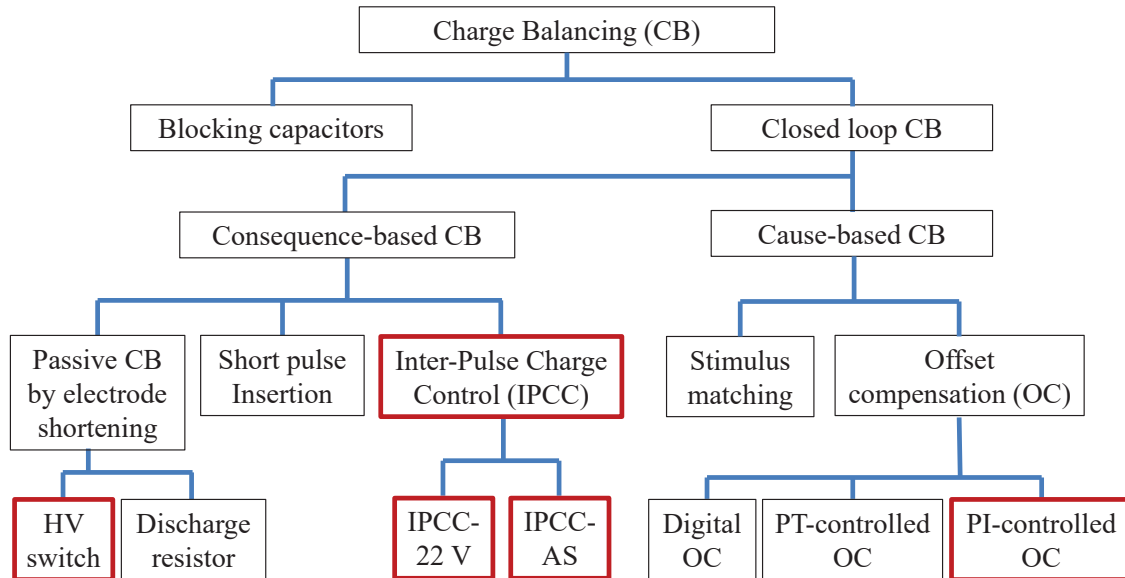 Charge Balancing (CB)
Blocking capacitors
Closed loop CB
Consequence-based CB
Cause-based CB
Passive CB
by electrode
shortening
Short pulse
Insertion
Inter-Pulse Charge
Control (IPCC)
Stimulus
matching
Offset
compensation (OC)
HV
switch
Discharge
resistor
IPCC-
22 V
IPCC-
AS
Digital
OC
PT-controlled
OC
PI-controlled
OC